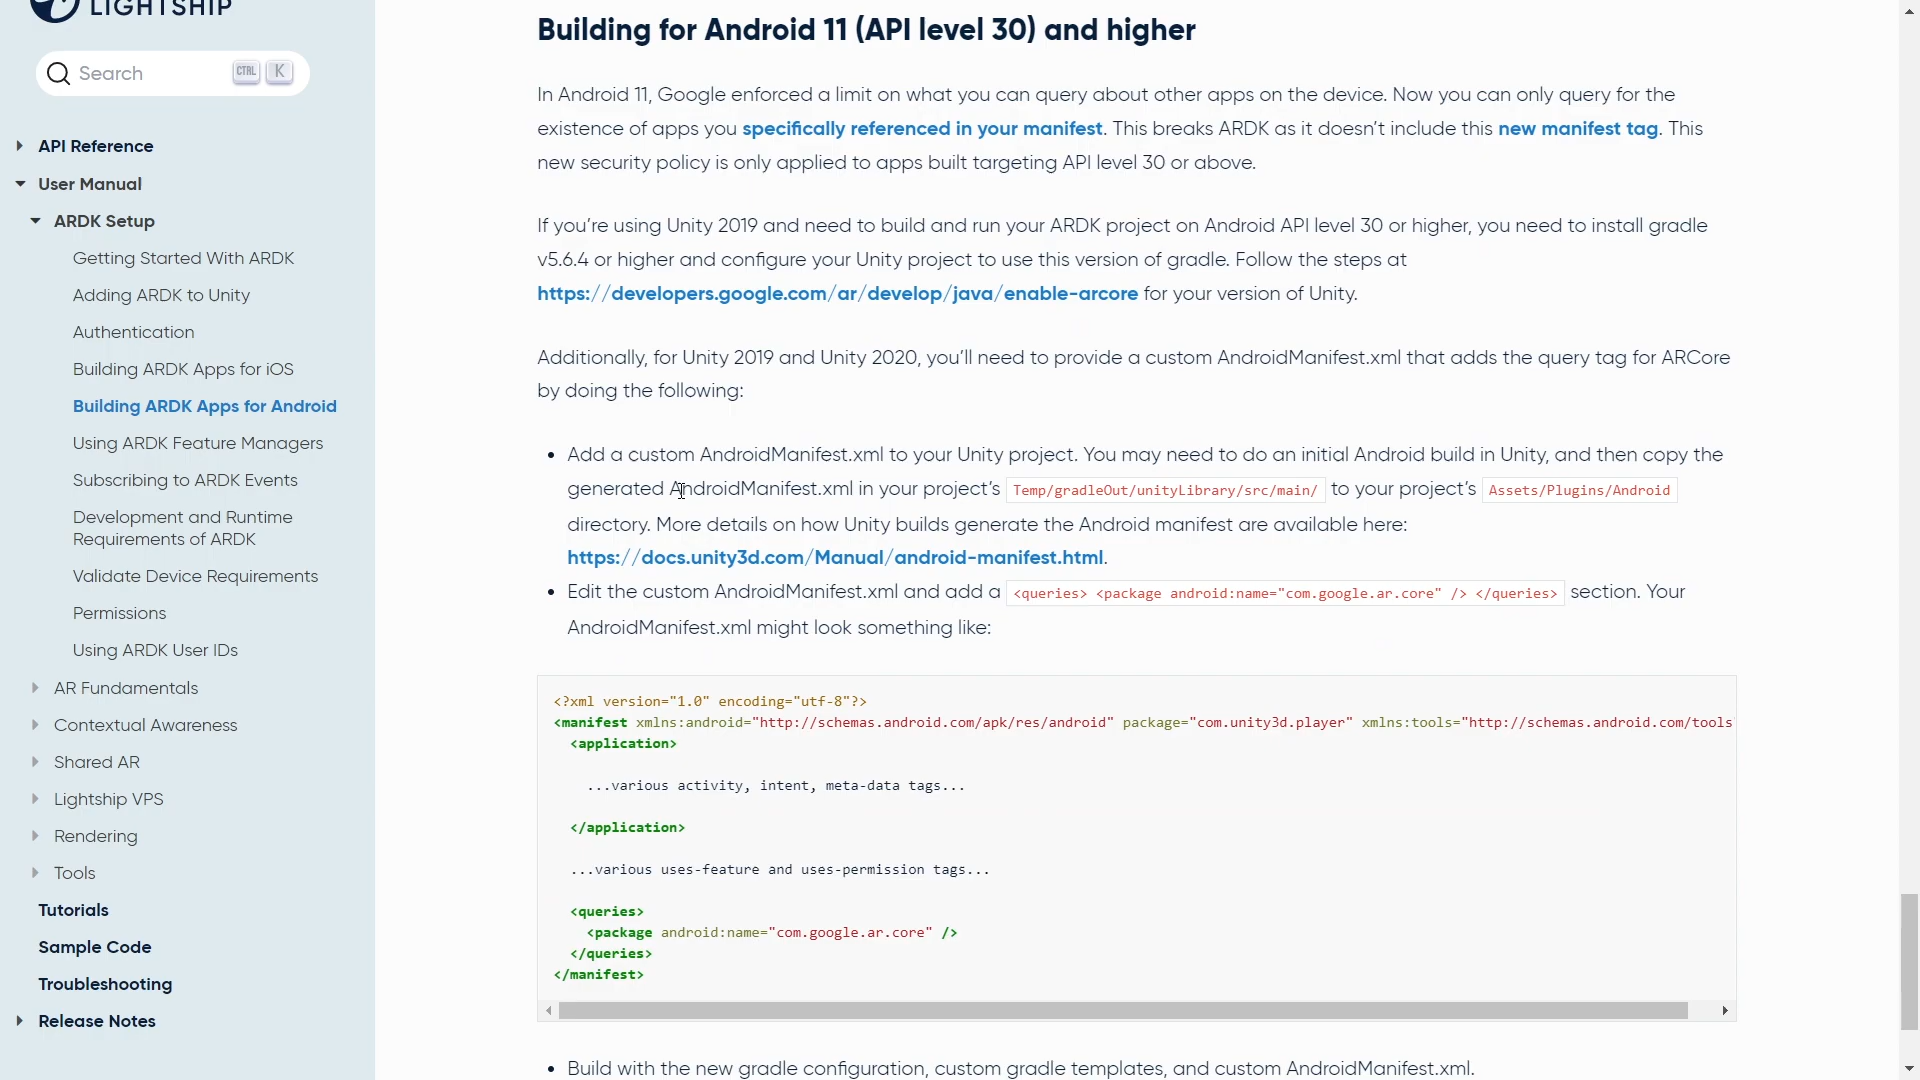 LIGHTSHIP
Search CTRL K
API Reference
User Manual
ARDK Setup
Getting Started With ARDK
Adding ARDK to Unity
Authentication
Building ARDK Apps for iOS
Building ARDK Apps for Android
Using ARDK Feature Managers
Subscribing to ARDK Events
Development and Runtime
Requirements of ARDK
Validate Device Requirements
Permissions
Using ARDK User IDs
AR Fundamentals
Contextual Awareness
Shared AR
Lightship VPS
Rendering
Tools
Tutorials
Sample Code
Troubleshooting
Release Notes
Building for Android 11 (API level 30) and higher
In Android 11, Google enforced a limit on what you can query about other apps on the device. Now you can only query for the
existence of apps you specifically referenced in your manifest. This breaks ARDK as it doesn’t include this new manifest tag. This
new security policy is only applied to apps built targeting API level 30 or above.
If you’re using Unity 2019 and need to build and run your ARDK project on Android API level 30 or higher, you need to install gradle
v5.6.4 or higher and configure your Unity project to use this version of gradle. Follow the steps at
https://developers.google.com/ar/develop/java/enable-arcore for your version of Unity.
Additionally, for Unity 2019 and Unity 2020, you’ll need to provide a custom AndroidManifest.xml that adds the query tag for ARCore
by doing the following:
• Add a custom AndroidManifest.xml to your Unity project. You may need to do an initial Android build in Unity, and then copy the
generated AndroidManifest.xml in your project’s Temp/gradleOut/unityLibrary/src/main/ to your project’s Assets/Plugins/Android
directory. More details on how Unity builds generate the Android manifest are available here:
https://docs.unity3d.com/Manual/android-manifest.html.
• Edit the custom AndroidManifest.xml and add a <queries> <package android:name="com.google.ar.core" /> </queries> section. Your
AndroidManifest.xml might look something like:
<?xml version="1.0" encoding="utf-8"?>
<manifest xmlns:android="http://schemas.android.com/apk/res/android" package="com.unity3d.player" xmlns:tools="http://schemas.android.com/tools
<application>
...various activity, intent, meta-data tags...
</application>
...various uses-feature and uses-permission tags...
<queries>
<package android:name="com.google.ar.core" />
</queries>
</manifest>
• Build with the new gradle configuration, custom gradle templates, and custom AndroidManifest.xml.